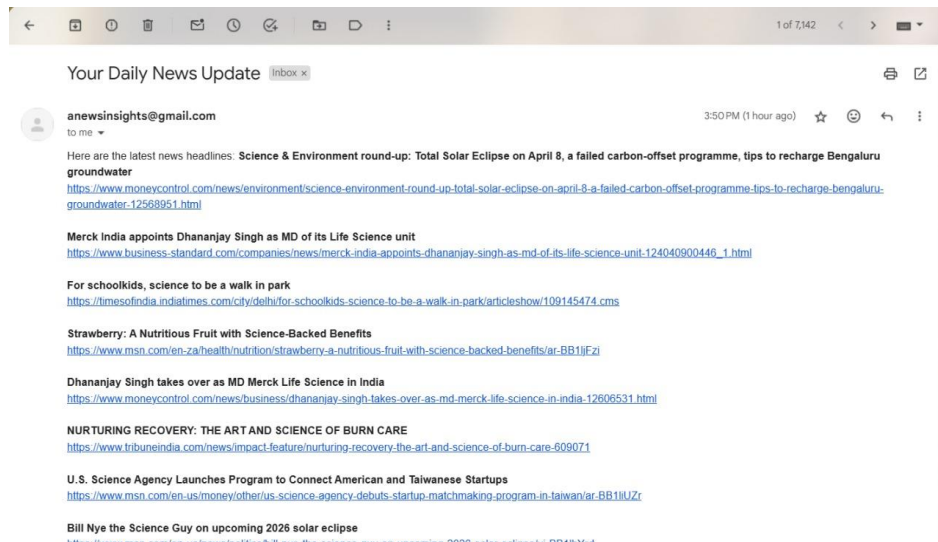 1 of 7,142
Your Daily News Update Inbox ×
anewsinsights@gmail.com 3:50 PM (1 hour ago)
to me
Here are the latest news headlines: Science & Environment round-up: Total Solar Eclipse on April 8, a failed carbon-offset programme, tips to recharge Bengaluru
groundwater
https://www.moneycontrol.com/news/environment/science-environment-round-up-total-solar-eclipse-on-april-8-a-failed-carbon-offset-programme-tips-to-recharge-bengaluru-
groundwater-12568951.html
Merck India appoints Dhananjay Singh as MD of its Life Science unit
https://www.business-standard.com/companies/news/merck-india-appoints-dhananjay-singh-as-md-of-its-life-science-unit-124040900446_1.html
For schoolkids, science to be a walk in park
https://timesofindia.indiatimes.com/city/delhi/for-schoolkids-science-to-be-a-walk-in-park/articleshow/109145474.cms
Strawberry: A Nutritious Fruit with Science-Backed Benefits
https://www.msn.com/en-za/health/nutrition/strawberry-a-nutritious-fruit-with-science-backed-benefits/ar-BB1ljFzi
Dhananjay Singh takes over as MD Merck Life Science in India
https://www.moneycontrol.com/news/business/dhananjay-singh-takes-over-as-md-merck-life-science-in-india-12606531.html
NURTURING RECOVERY: THE ART AND SCIENCE OF BURN CARE
https://www.tribuneindia.com/news/impact-feature/nurturing-recovery-the-art-and-science-of-burn-care-609071
U.S. Science Agency Launches Program to Connect American and Taiwanese Startups
https://www.msn.com/en-us/money/other/us-science-agency-debuts-startup-matchmaking-program-in-taiwan/ar-BB1liUZr
Bill Nye the Science Guy on upcoming 2026 solar eclipse